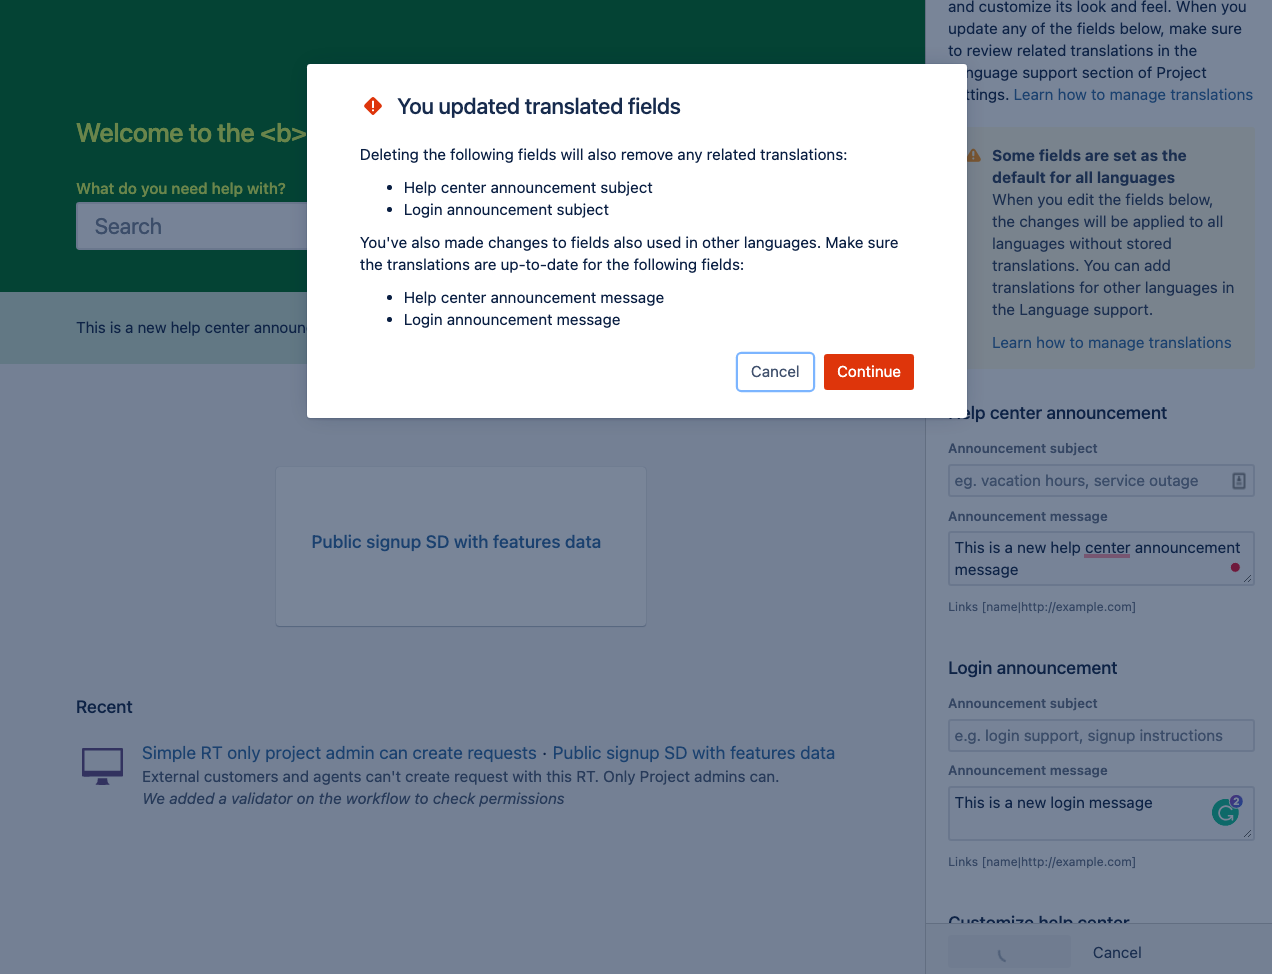 and customize its look and feel. When you
update any of the fields below, make sure
to review related translations in the
nguage support section of Project
ttings. Learn how to manage translations
You updated translated fields
Deleting the following fields will also remove any related translations:
• Help center announcement subject
• Login announcement subject
You've also made changes to fields also used in other languages. Make sure
the translations are up-to-date for the following fields:
• Help center announcement message
• Login announcement message
Cancel
Continue
Welcome to the <b>
What do you need help with?
Search
This is a new help center announ
Public signup SD with features data
Recent
Simple RT only project admin can create requests · Public signup SD with features data
External customers and agents can't create request with this RT. Only Project admins can.
We added a validator on the workflow to check permissions
Some fields are set as the
default for all languages
When you edit the fields below,
the changes will be applied to all
languages without stored
translations. You can add
translations for other languages in
the Language support.
Learn how to manage translations
Help center announcement
Announcement subject
eg. vacation hours, service outage
Announcement message
This is a new help center announcement
message
Links [name|http://example.com]
Login announcement
Announcement subject
e.g. login support, signup instructions
Announcement message
This is a new login message
2
Links [name|http://example.com]
Customize help center
Cancel